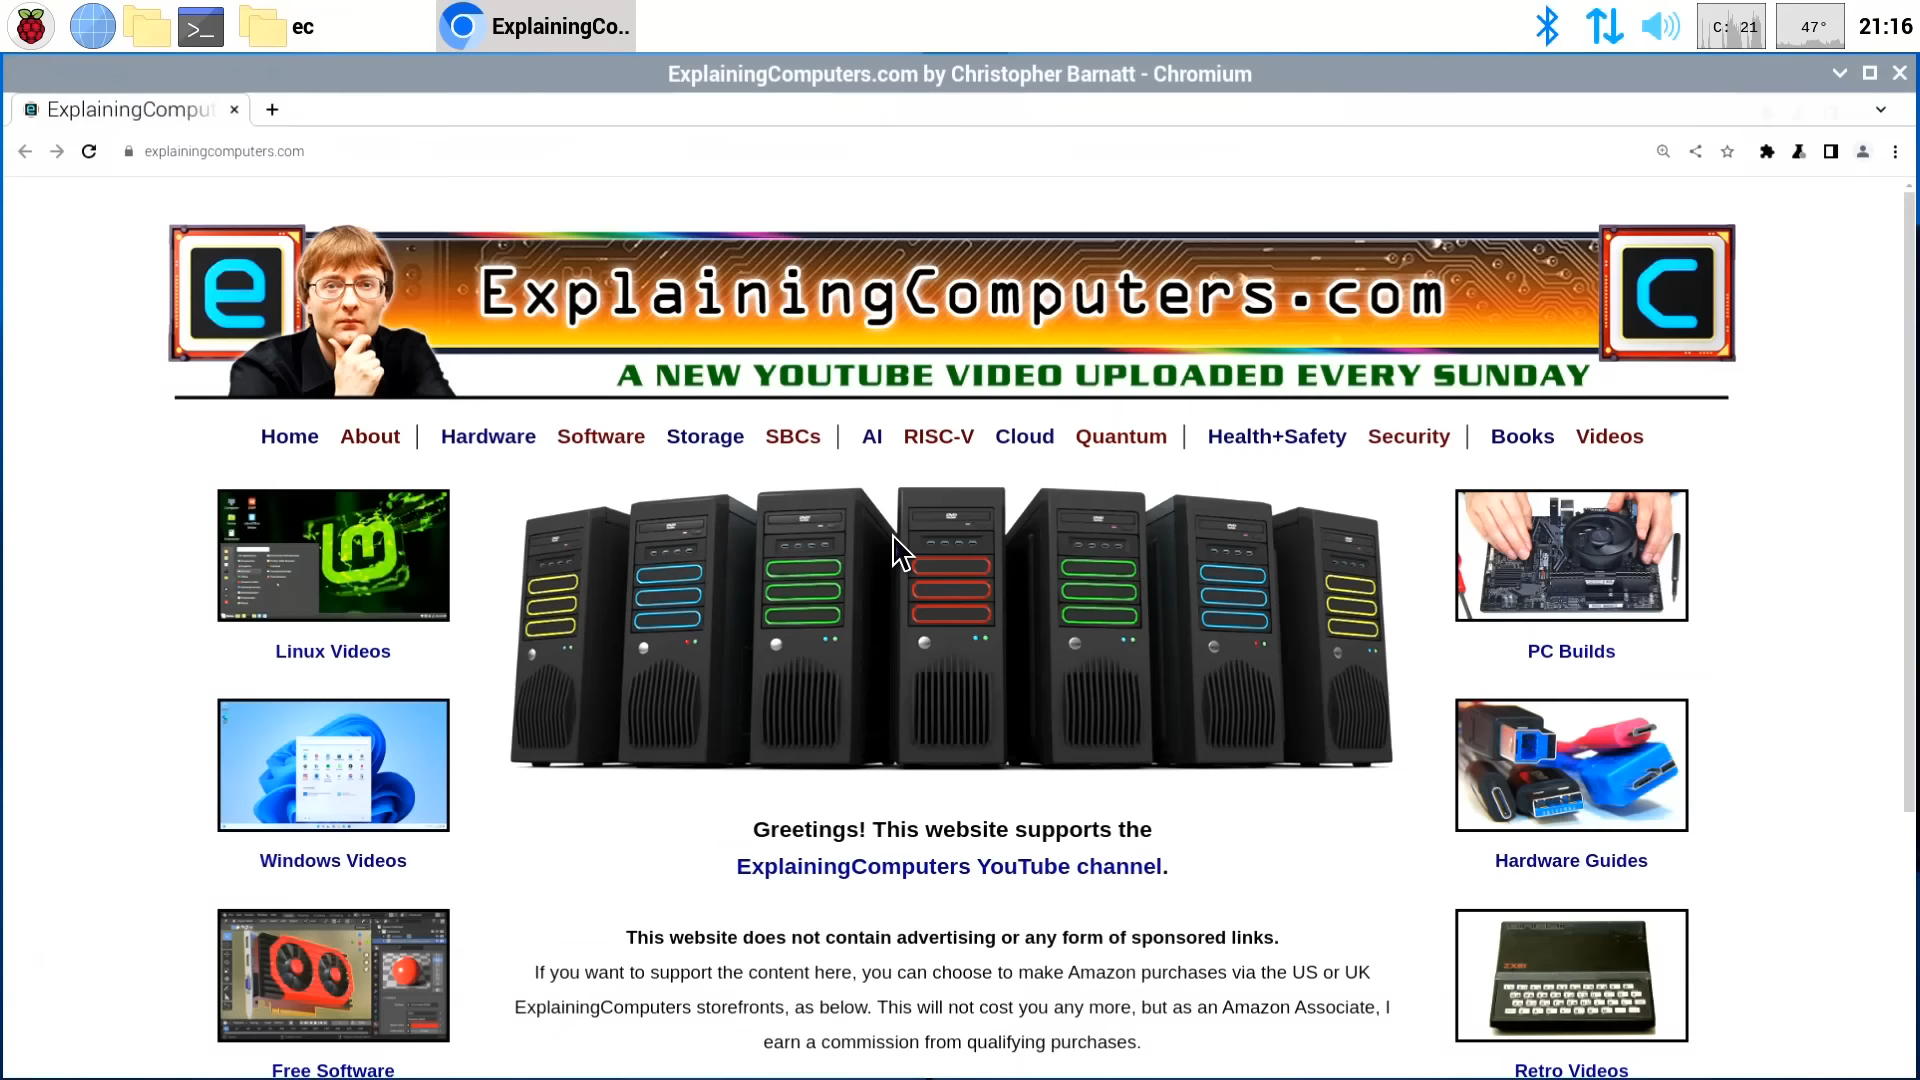 ec
ExplainingCo..
C: 21
47°
21:16
ExplainingComputers.com by Christopher Barnatt - Chromium
ExplainingComput
explainingcomputers.com
e
ExplainingComputers.com
C
A NEW YOUTUBE VIDEO UPLOADED EVERY SUNDAY
Home About | Hardware Software Storage SBCs | AI RISC-V Cloud Quantum | Health+Safety Security | Books Videos
Linux Videos
PC Builds
Windows Videos
Hardware Guides
Greetings! This website supports the
ExplainingComputers YouTube channel.
This website does not contain advertising or any form of sponsored links.
If you want to support the content here, you can choose to make Amazon purchases via the US or UK
ExplainingComputers storefronts, as below. This will not cost you any more, but as an Amazon Associate, I
earn a commission from qualifying purchases.
ZX81
Free Software
Retro Videos